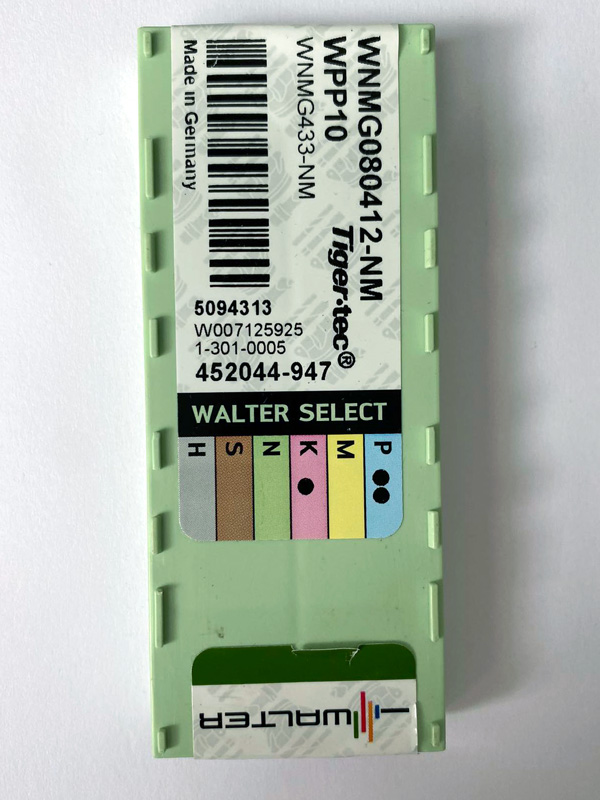 WNMG080412-NM
WPP10
WNMG433-NM
Tiger·tec®
Made in Germany
5094313
W007125925
1-301-0005
452044-947
WALTER SELECT
P
M
K
N
S
H
WALTER